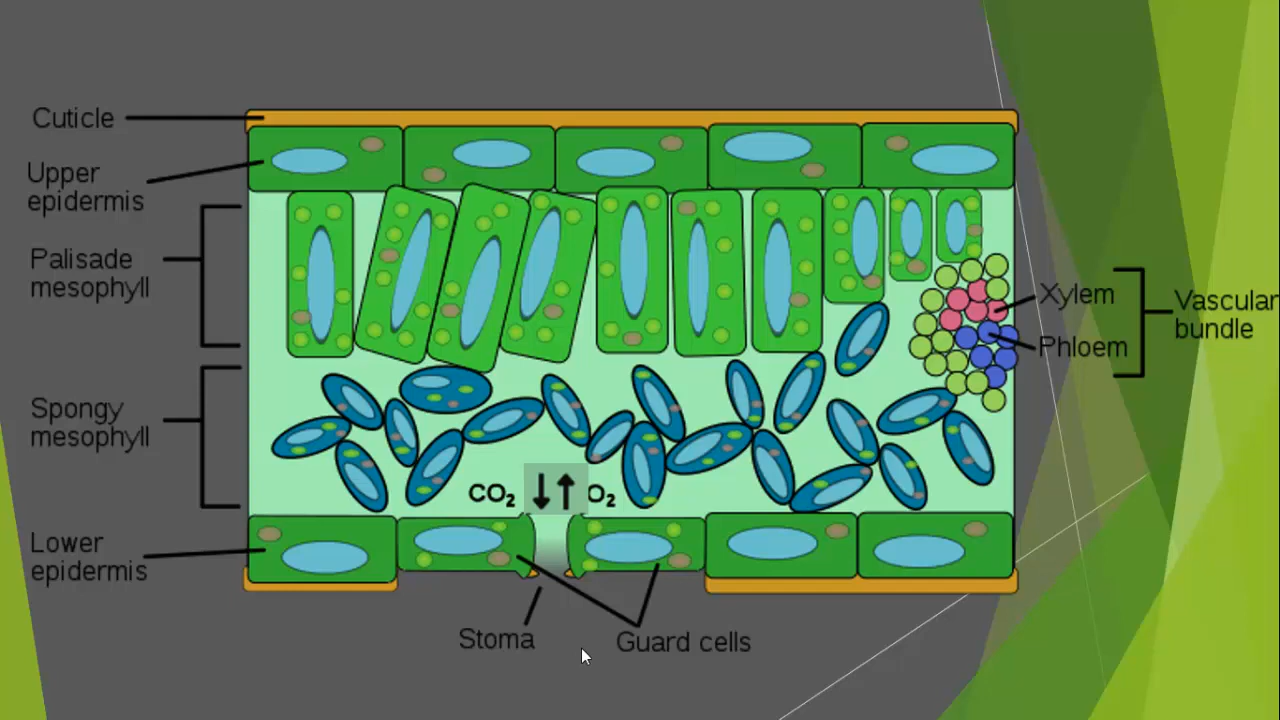 Cuticle
Upper
epidermis
Palisade
mesophyll
Xylem
Phloem
Vascular
bundle
Spongy
mesophyll
CO₂
O₂
Lower
epidermis
Stoma
Guard cells